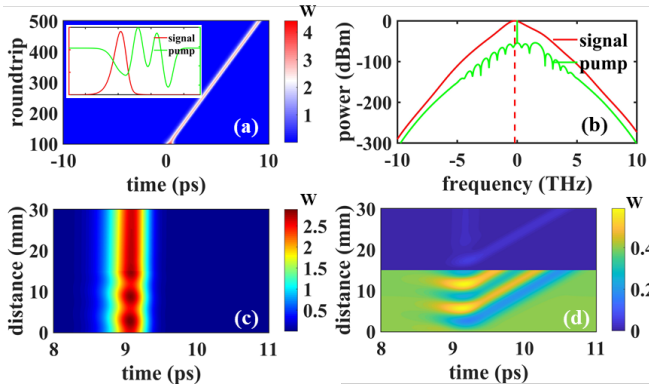 W
500
400
300
200
100
roundtrip
signal
pump
(a)
4
3
2
1
-10
0
10
time (ps)
0
-100
-200
-300
power (dBm)
signal
pump
(b)
-10
-5
0
5
10
frequency (THz)
W
30
20
10
0
distance (mm)
(c)
2.5
2
1.5
1
0.5
8
9
10
11
time (ps)
W
30
20
10
0
distance (mm)
(d)
0.4
0.2
0
8
9
10
11
time (ps)